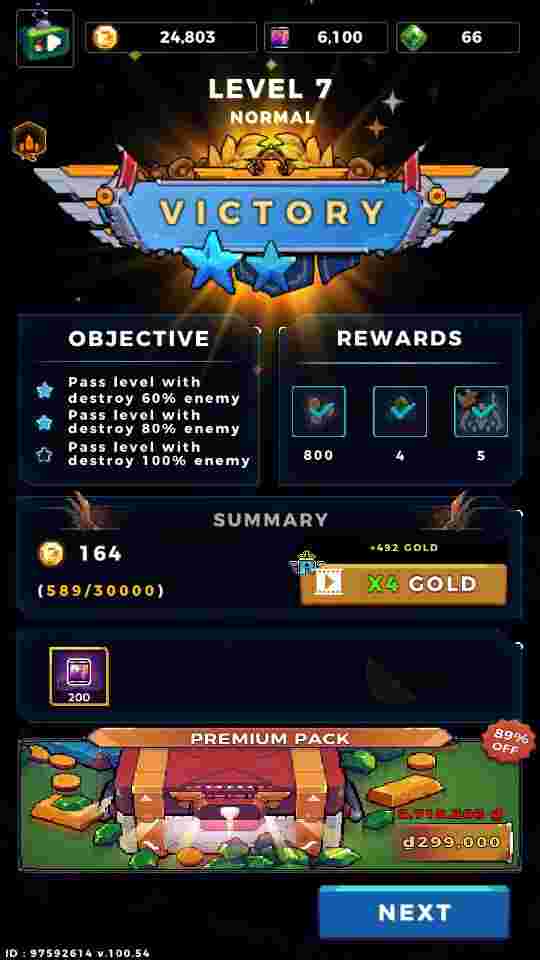 24,803
6,100
66
LEVEL 7
NORMAL
VICTORY
OBJECTIVE
Pass level with
destroy 60% enemy
Pass level with
destroy 80% enemy
Pass level with
destroy 100% enemy
REWARDS
800
4
5
SUMMARY
164
(589/30000)
+492 GOLD
X4 GOLD
200
PREMIUM PACK
89%
OFF
đ299,000
NEXT
ID : 97592614 v.100.54